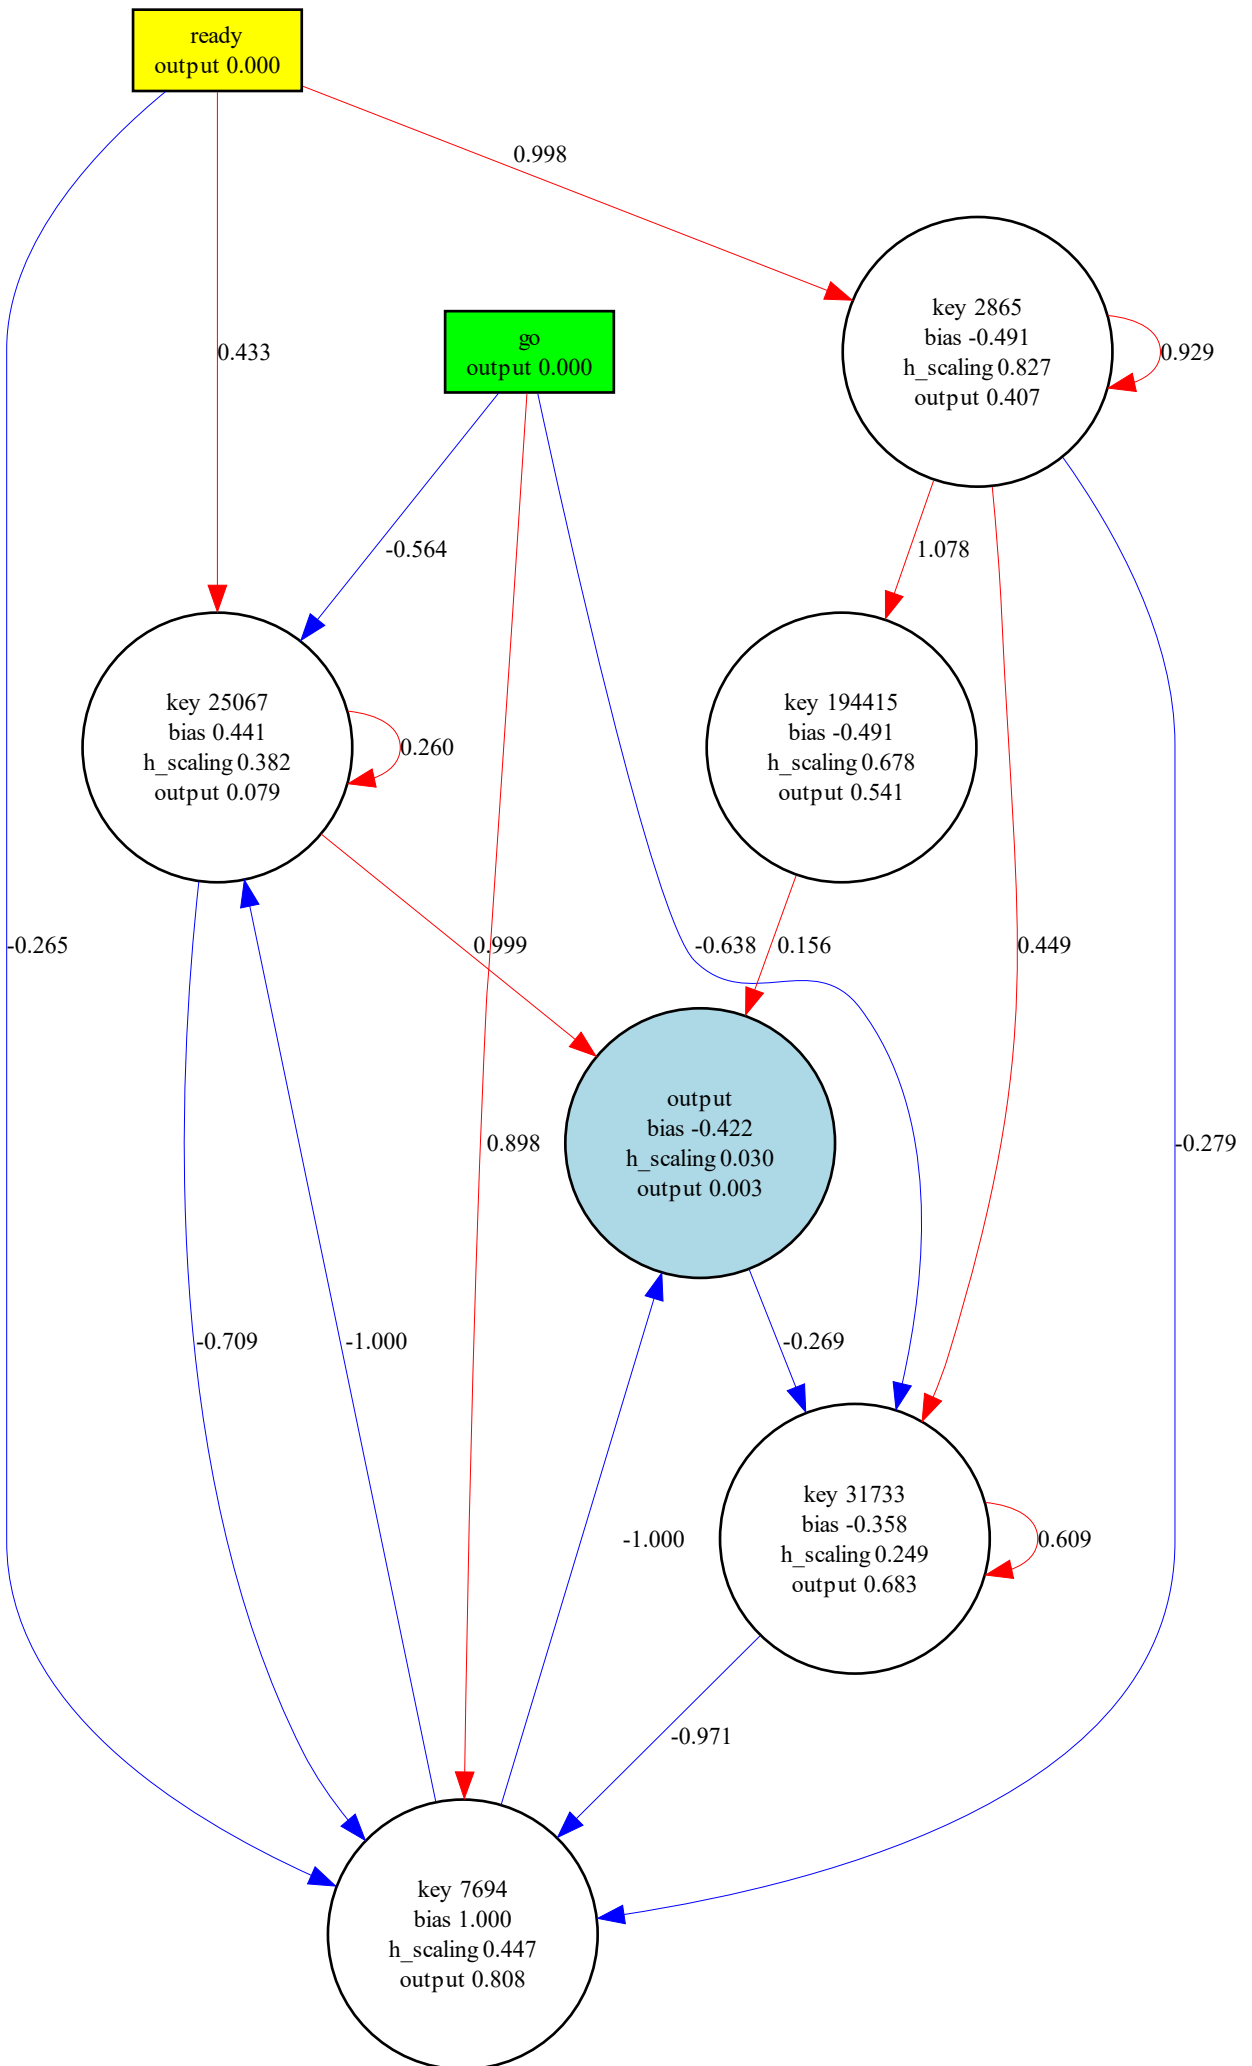 ready
output 0.000
0.998
key 2865
bias -0.491
h_scaling 0.827
output 0.407
0.929
go
output 0.000
0.433
-0.564
1.078
key 25067
bias 0.441
h_scaling 0.382
output 0.079
0.260
key 194415
bias -0.491
h_scaling 0.678
output 0.541
-0.265
0.999
-0.638
0.156
0.449
output
bias -0.422
h_scaling 0.030
output 0.003
0.898
-0.279
-0.709
-1.000
-0.269
key 31733
bias -0.358
h_scaling 0.249
output 0.683
-1.000
0.609
-0.971
key 7694
bias 1.000
h_scaling 0.447
output 0.808